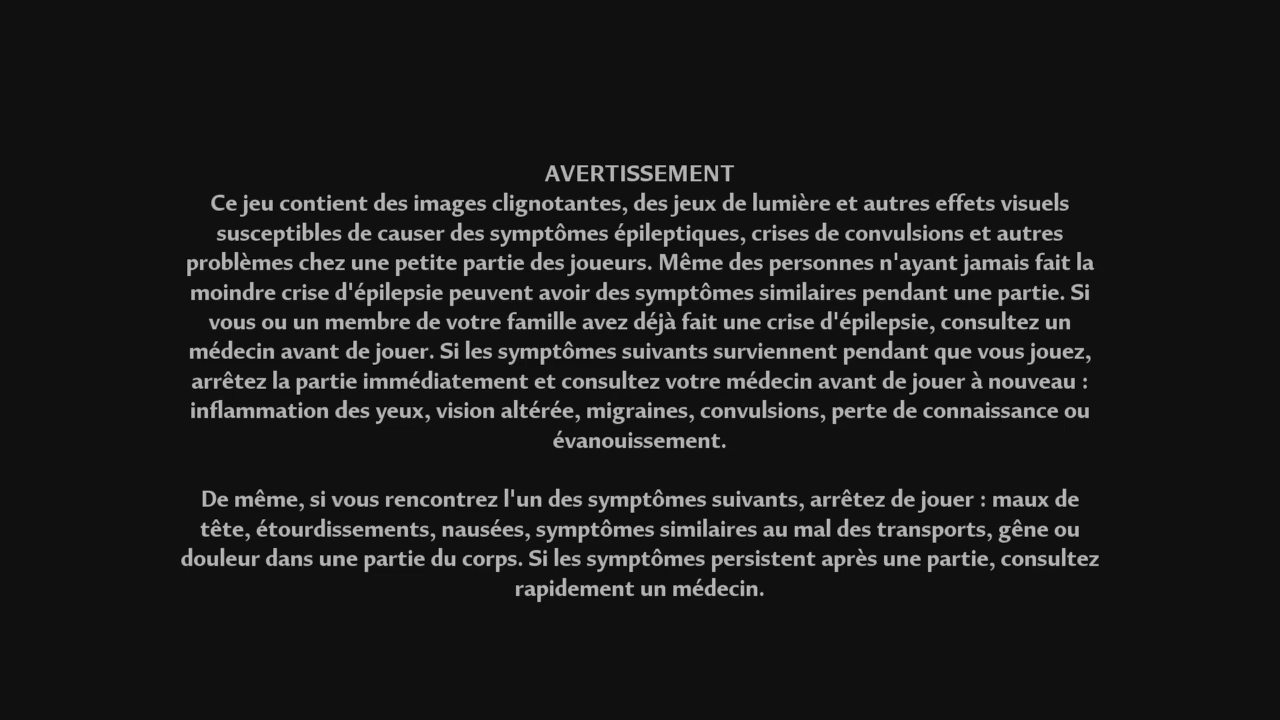 AVERTISSEMENT
Ce jeu contient des images clignotantes, des jeux de lumière et autres effets visuels
susceptibles de causer des symptômes épileptiques, crises de convulsions et autres
problèmes chez une petite partie des joueurs. Même des personnes n'ayant jamais fait la
moindre crise d'épilepsie peuvent avoir des symptômes similaires pendant une partie. Si
vous ou un membre de votre famille avez déjà fait une crise d'épilepsie, consultez un
médecin avant de jouer. Si les symptômes suivants surviennent pendant que vous jouez,
arrêtez la partie immédiatement et consultez votre médecin avant de jouer à nouveau :
inflammation des yeux, vision altérée, migraines, convulsions, perte de connaissance ou
évanouissement.
De même, si vous rencontrez l'un des symptômes suivants, arrêtez de jouer : maux de
tête, étourdissements, nausées, symptômes similaires au mal des transports, gêne ou
douleur dans une partie du corps. Si les symptômes persistent après une partie, consultez
rapidement un médecin.